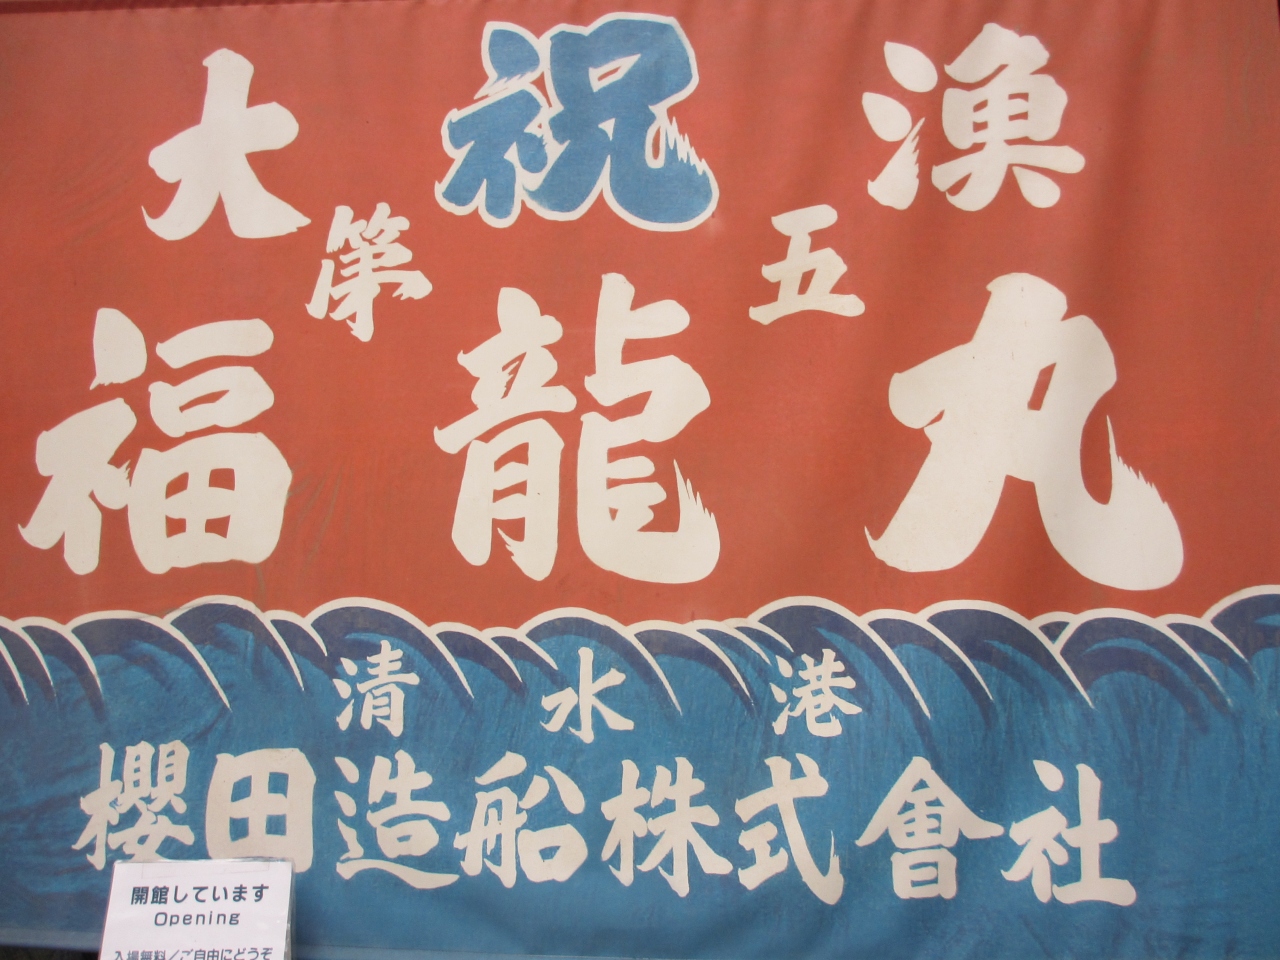 大祝漁
第五
福龍丸
清水港
櫻田造船株式會社
開館しています
Opening
入場無料／ご自由にどうぞ